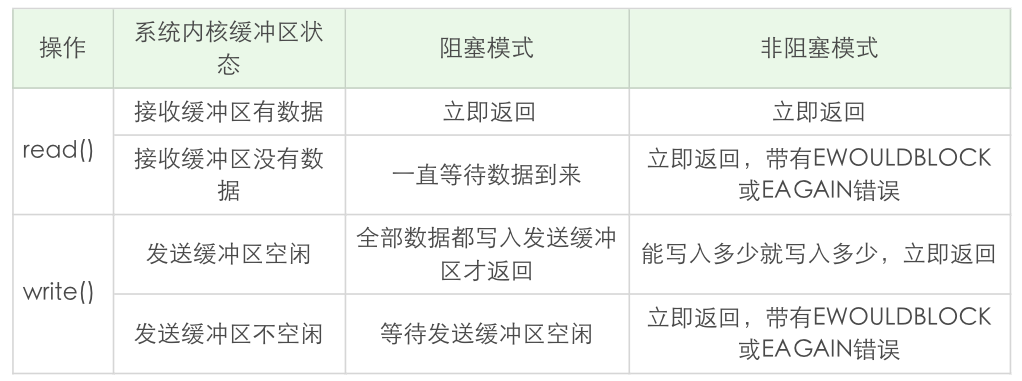 操作
系统内核缓冲区状
态
阻塞模式
非阻塞模式
read()
接收缓冲区有数据
立即返回
立即返回
接收缓冲区没有数
据
一直等待数据到来
立即返回，带有EWOULDBLOCK
或EAGAIN错误
write()
发送缓冲区空闲
全部数据都写入发送缓冲
区才返回
能写入多少就写入多少，立即返回
发送缓冲区不空闲
等待发送缓冲区空闲
立即返回，带有EWOULDBLOCK
或EAGAIN错误